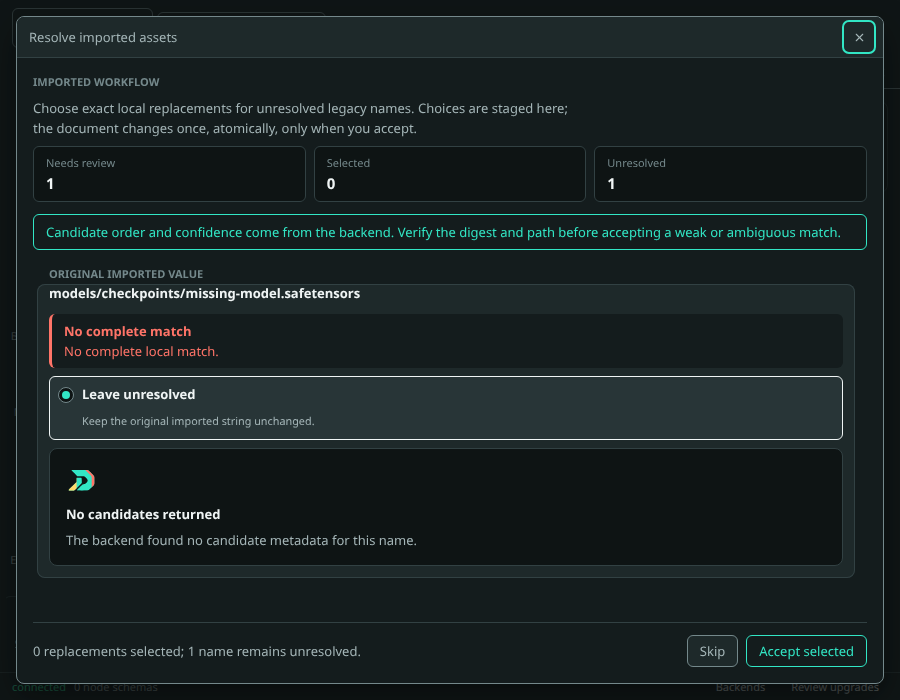 Resolve imported assets
×
IMPORTED WORKFLOW
Choose exact local replacements for unresolved legacy names. Choices are staged here;
the document changes once, atomically, only when you accept.
Needs review
1
Selected
0
Unresolved
1
Candidate order and confidence come from the backend. Verify the digest and path before accepting a weak or ambiguous match.
ORIGINAL IMPORTED VALUE
models/checkpoints/missing-model.safetensors
No complete match
No complete local match.
Leave unresolved
Keep the original imported string unchanged.
No candidates returned
The backend found no candidate metadata for this name.
0 replacements selected; 1 name remains unresolved.
Skip
Accept selected
connected 0 node schemas
Backends
Review upgrades